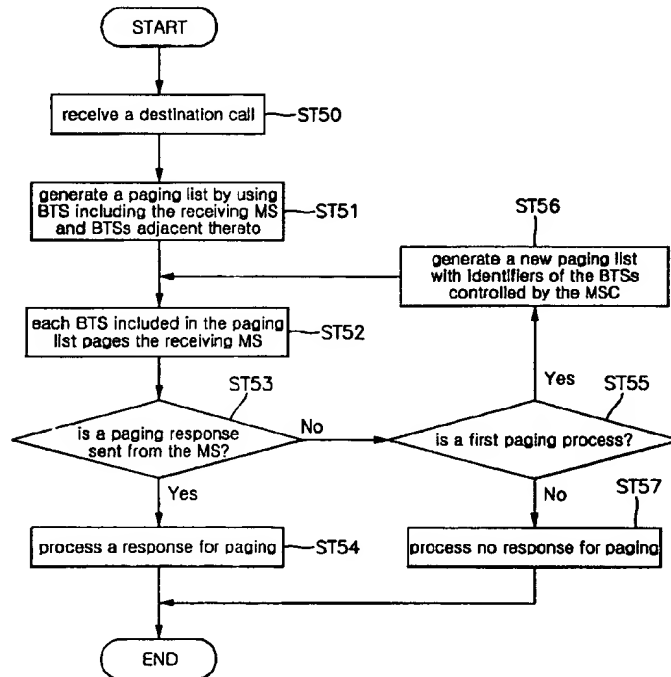 START
receive a destination call
ST50
generate a paging list by using
BTS including the receiving MS
and BTSs adjacent thereto
ST51
ST56
generate a new paging list
with identifiers of the BTSs
controlled by the MSC
each BTS included in the paging
list pages the receiving MS
ST52
ST53
is a paging response
sent from the MS?
No
Yes
ST55
is a first paging process?
Yes
No
process a response for paging
ST54
ST57
process no response for paging
END